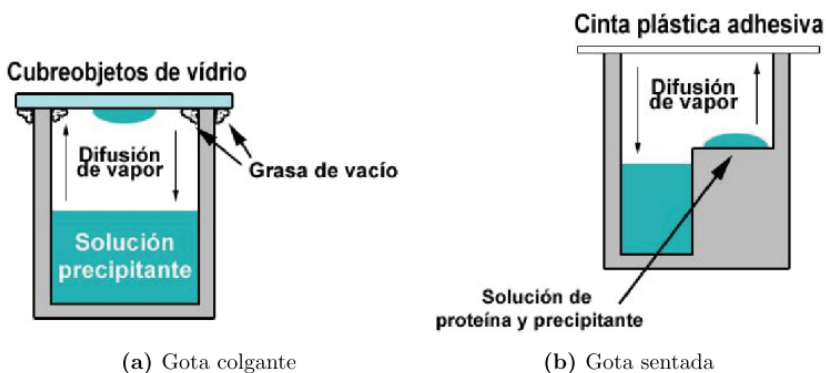 Cubreobjetos de vídrio
Difusión
de vapor
Grasa de vacío
Solución
precipitante
(a) Gota colgante
Cinta plástica adhesiva
Difusión
de vapor
Solución de
proteína y precipitante
(b) Gota sentada